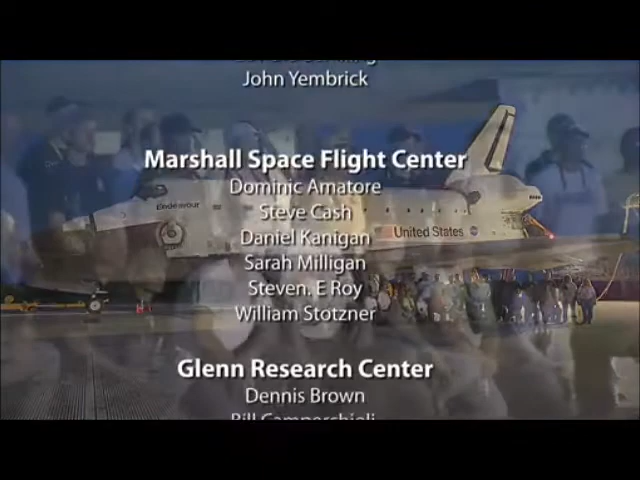 John Yembrick
Marshall Space Flight Center
Dominic Amatore
Steve Cash
Endeavour
United States
Daniel Kanigan
Sarah Milligan
Steven. E Roy
William Stotzner
Glenn Research Center
Dennis Brown
Bill